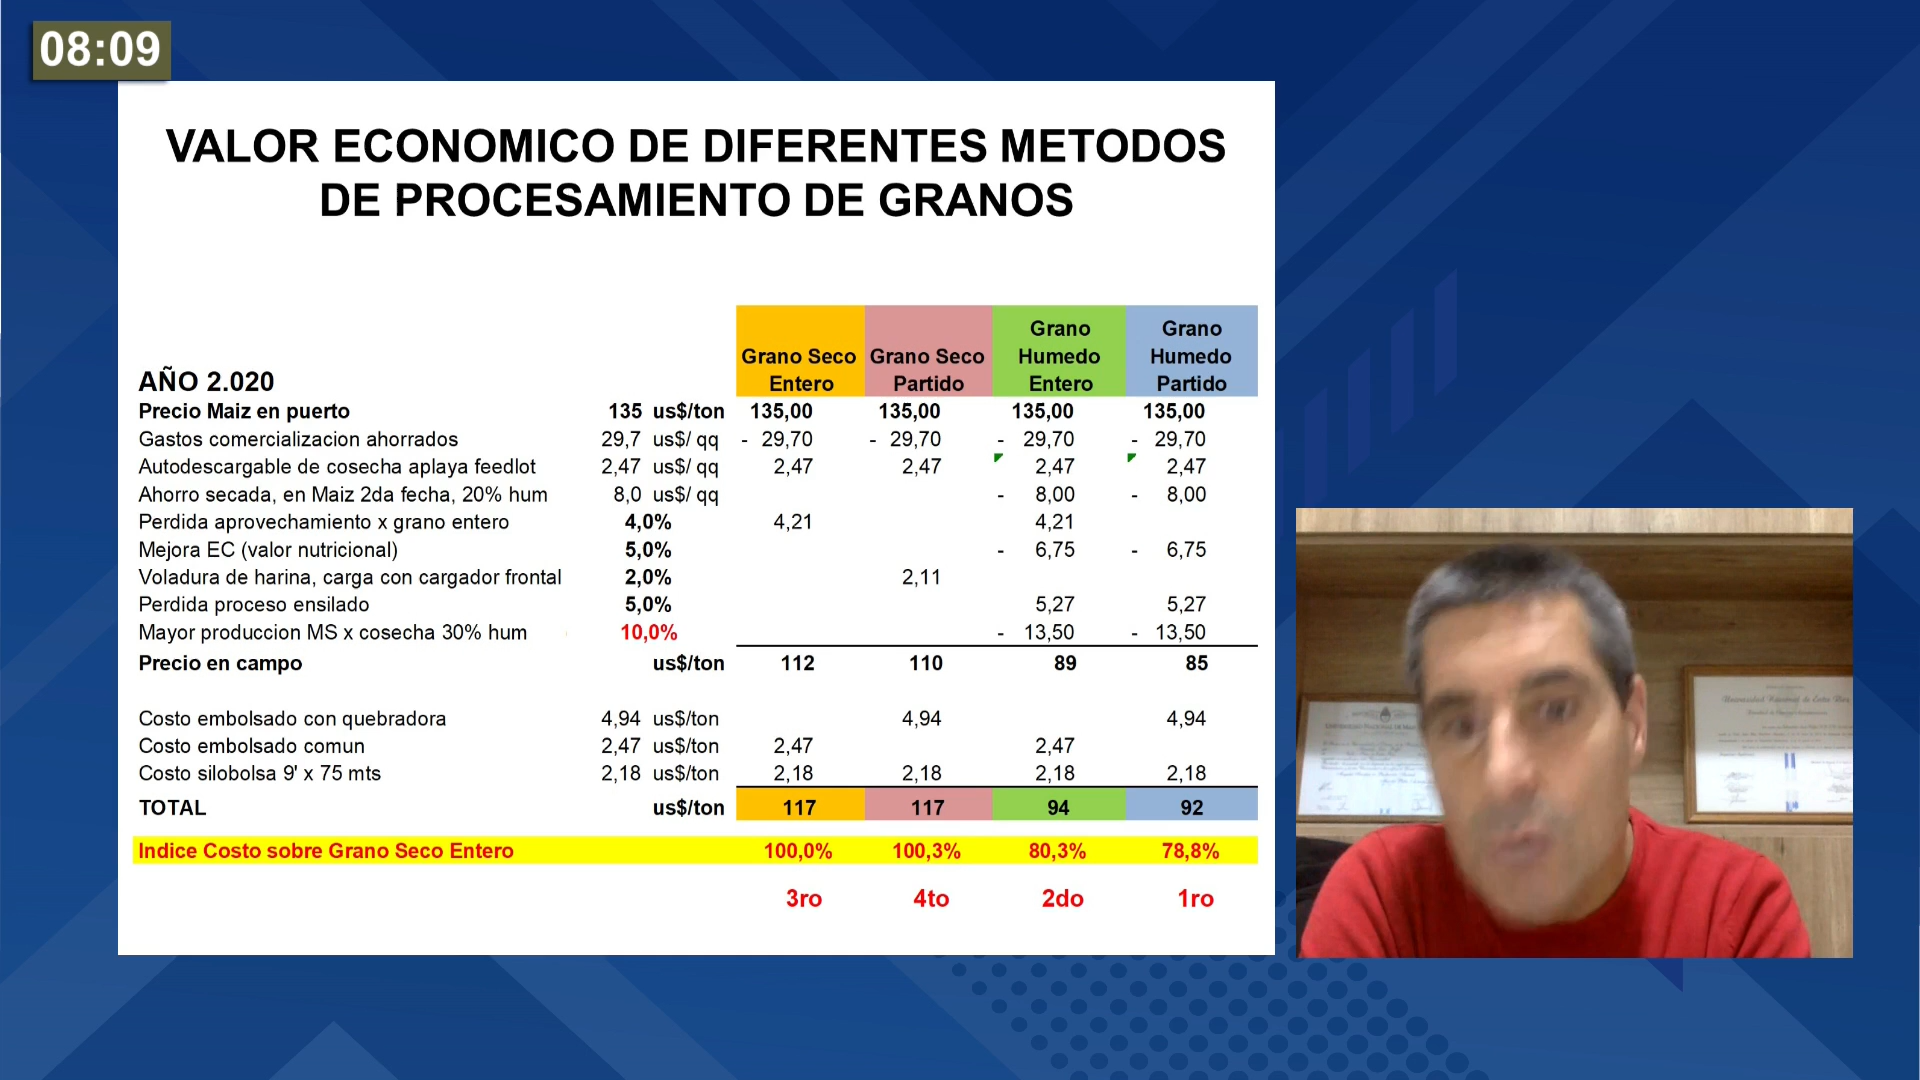 08:09
VALOR ECONOMICO DE DIFERENTES METODOS
DE PROCESAMIENTO DE GRANOS
AÑO 2.020 Grano Seco Entero Grano Seco Partido Grano Humedo Entero Grano Humedo Partido
Precio Maiz en puerto 135 us$/ton 135,00 135,00 135,00 135,00
Gastos comercializacion ahorrados 29,7 us$/ qq - 29,70 - 29,70 - 29,70 - 29,70
Autodescargable de cosecha aplaya feedlot 2,47 us$/ qq 2,47 2,47 2,47 2,47
Ahorro secada, en Maiz 2da fecha, 20% hum 8,0 us$/ qq - 8,00 - 8,00
Perdida aprovechamiento x grano entero 4,0% 4,21 4,21
Mejora EC (valor nutricional) 5,0% - 6,75 - 6,75
Voladura de harina, carga con cargador frontal 2,0% 2,11
Perdida proceso ensilado 5,0% 5,27 5,27
Mayor produccion MS x cosecha 30% hum 10,0% - 13,50 - 13,50
Precio en campo us$/ton 112 110 89 85
Costo embolsado con quebradora 4,94 us$/ton 4,94 4,94
Costo embolsado comun 2,47 us$/ton 2,47 2,47
Costo silobolsa 9' x 75 mts 2,18 us$/ton 2,18 2,18 2,18 2,18
TOTAL us$/ton 117 117 94 92
Indice Costo sobre Grano Seco Entero 100,0% 100,3% 80,3% 78,8%
3ro 4to 2do 1ro